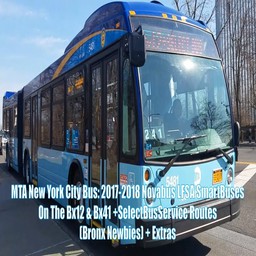 5481
MTA New York City Bus: 2017-2018 Novabus LFSA SmartBuses
On The Bx12 & Bx41 +SelectBusService Routes
(Bronx Newbies) + Extras